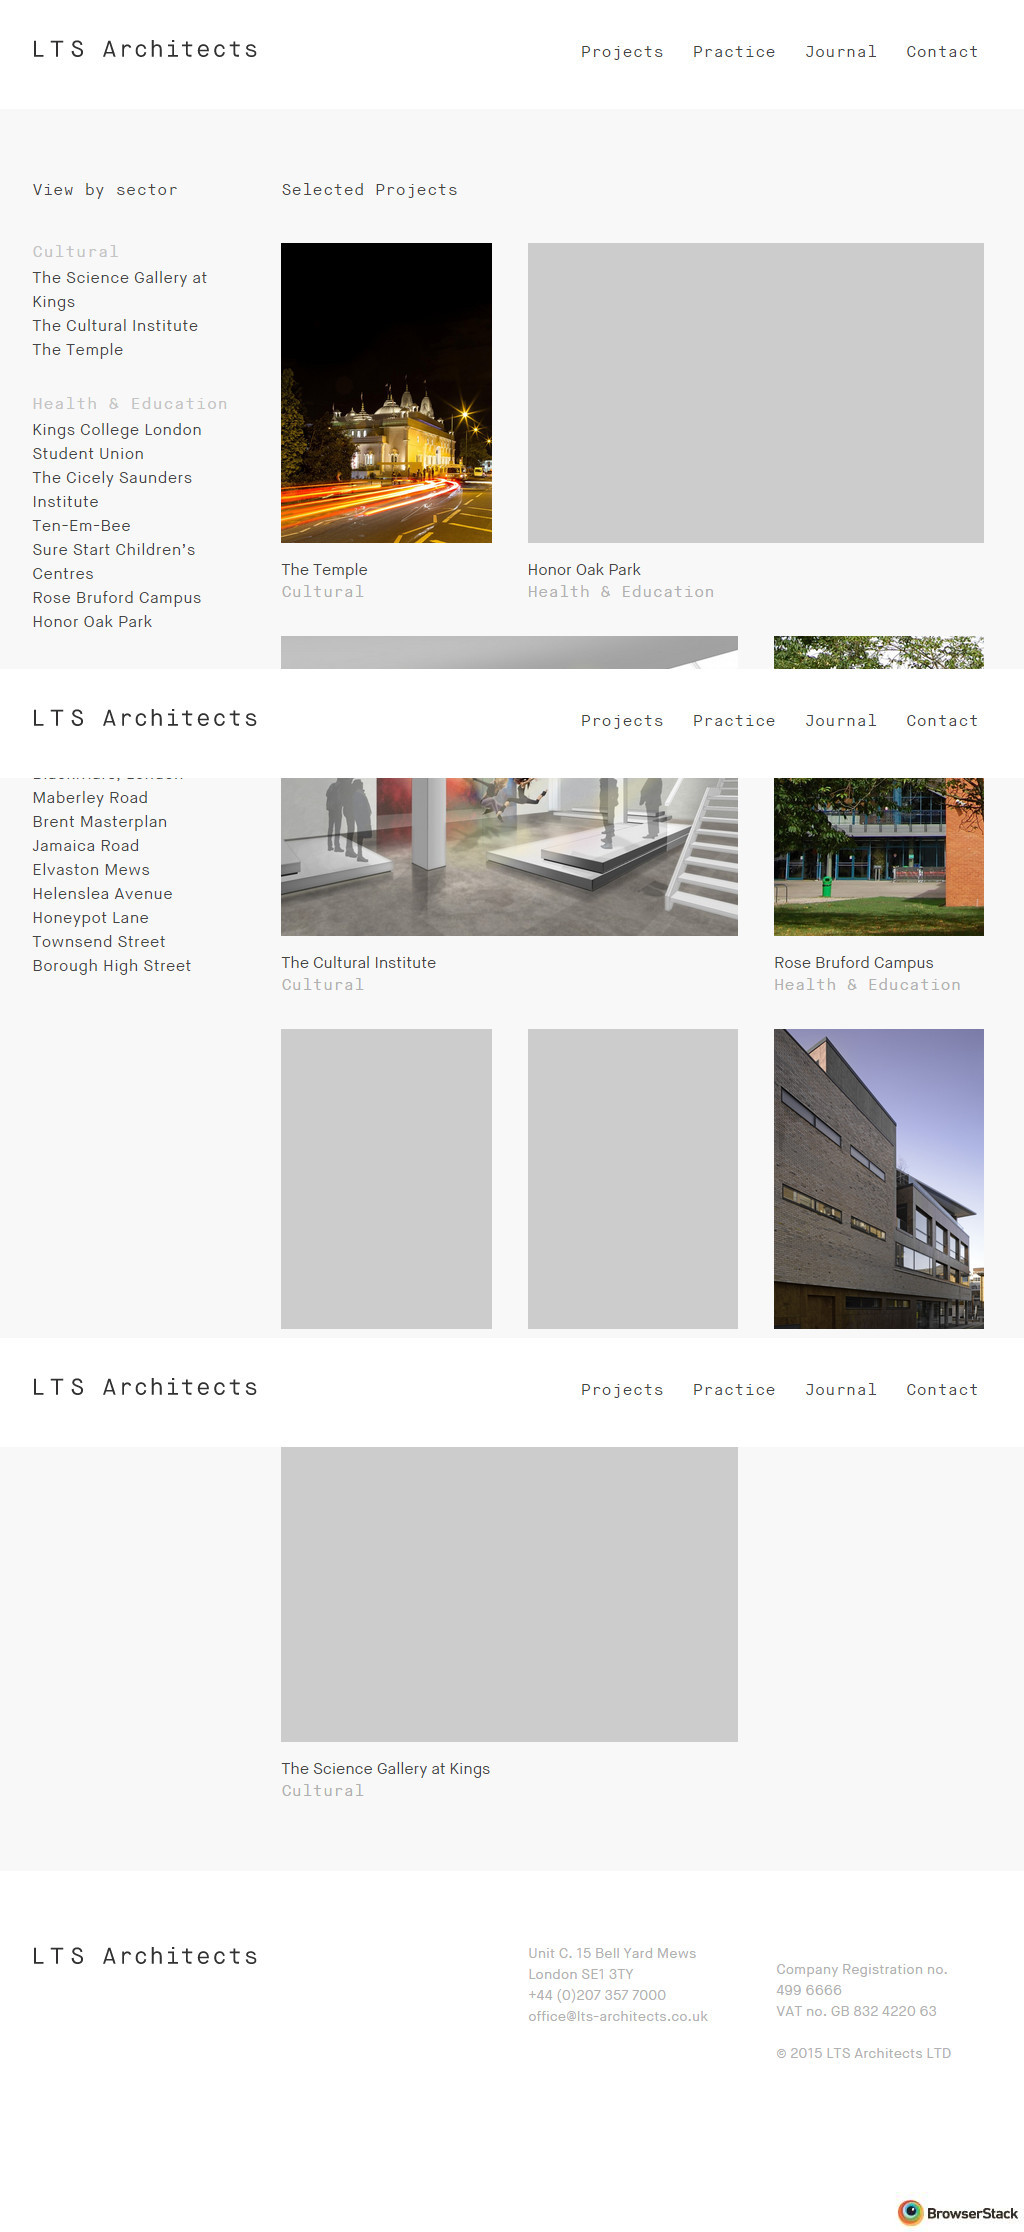 LTS Architects
Projects Practice Journal Contact
View by sector
Selected Projects
Cultural
The Science Gallery at
Kings
The Cultural Institute
The Temple
Health & Education
Kings College London
Student Union
The Cicely Saunders
Institute
Ten-Em-Bee
Sure Start Children's
Centres
Rose Bruford Campus
Honor Oak Park
The Temple
Cultural
Honor Oak Park
Health & Education
LTS Architects
Projects Practice Journal Contact
Maberley Road
Brent Masterplan
Jamaica Road
Elvaston Mews
Helenslea Avenue
Honeypot Lane
Townsend Street
Borough High Street
The Cultural Institute
Cultural
Rose Bruford Campus
Health & Education
LTS Architects
Projects Practice Journal Contact
The Science Gallery at Kings
Cultural
LTS Architects
Unit C. 15 Bell Yard Mews
London SE1 3TY
+44 (0)207 357 7000
office@lts-architects.co.uk
Company Registration no.
499 6666
VAT no. GB 832 4220 63
© 2015 LTS Architects LTD
BrowserStack